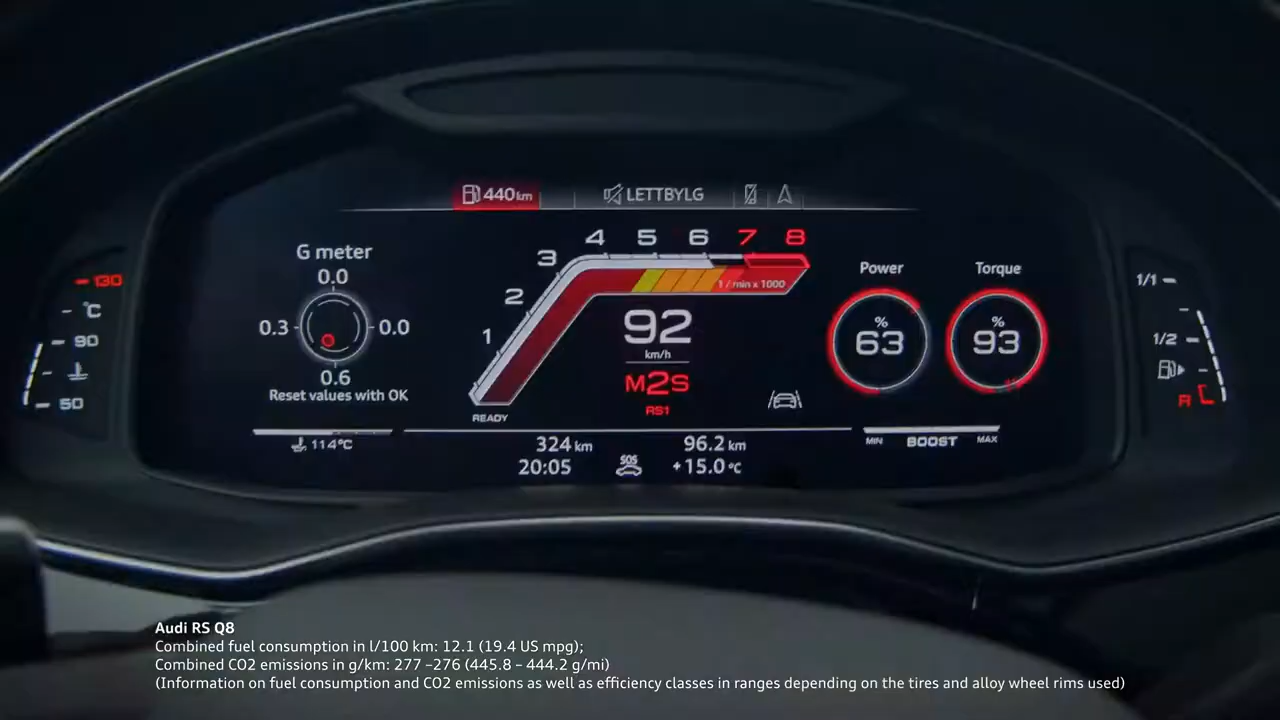 440 km LETTBYLG
G meter
0.0
0.3 0.0
0.6
Reset values with OK
130
°C
90
50
1 2 3 4 5 6 7 8
1 / min x 1000
92
km/h
M2S
RS1
READY
Power Torque
% %
63 93
1/1
1/2
R
114°C
324 km 96.2 km
20:05 SOS +15.0 °C
MIN BOOST MAX
Audi RS Q8
Combined fuel consumption in l/100 km: 12.1 (19.4 US mpg);
Combined CO2 emissions in g/km: 277 –276 (445.8 – 444.2 g/mi)
(Information on fuel consumption and CO2 emissions as well as efficiency classes in ranges depending on the tires and alloy wheel rims used)